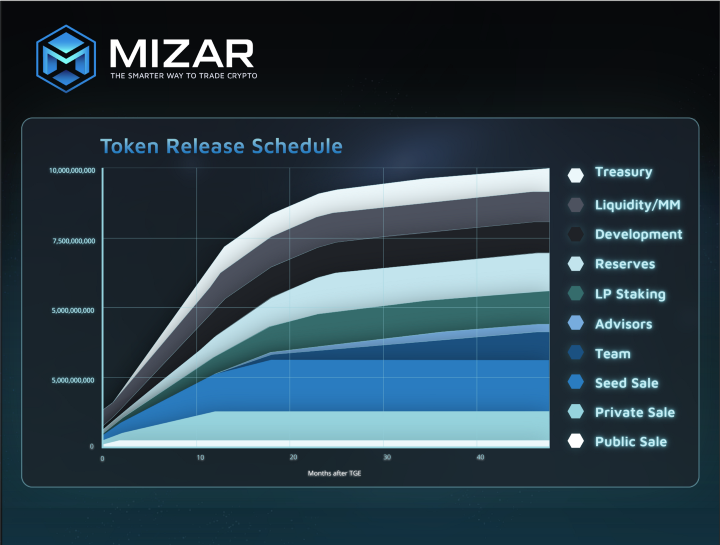 MIZAR
THE SMARTER WAY TO TRADE CRYPTO
Token Release Schedule
10,000,000,000
7,500,000,000
5,000,000,000
5,000,000,000
0
0
10
20
30
40
Months after TGE
Treasury
Liquidity/MM
Development
Reserves
LP Staking
Advisors
Team
Seed Sale
Private Sale
Public Sale